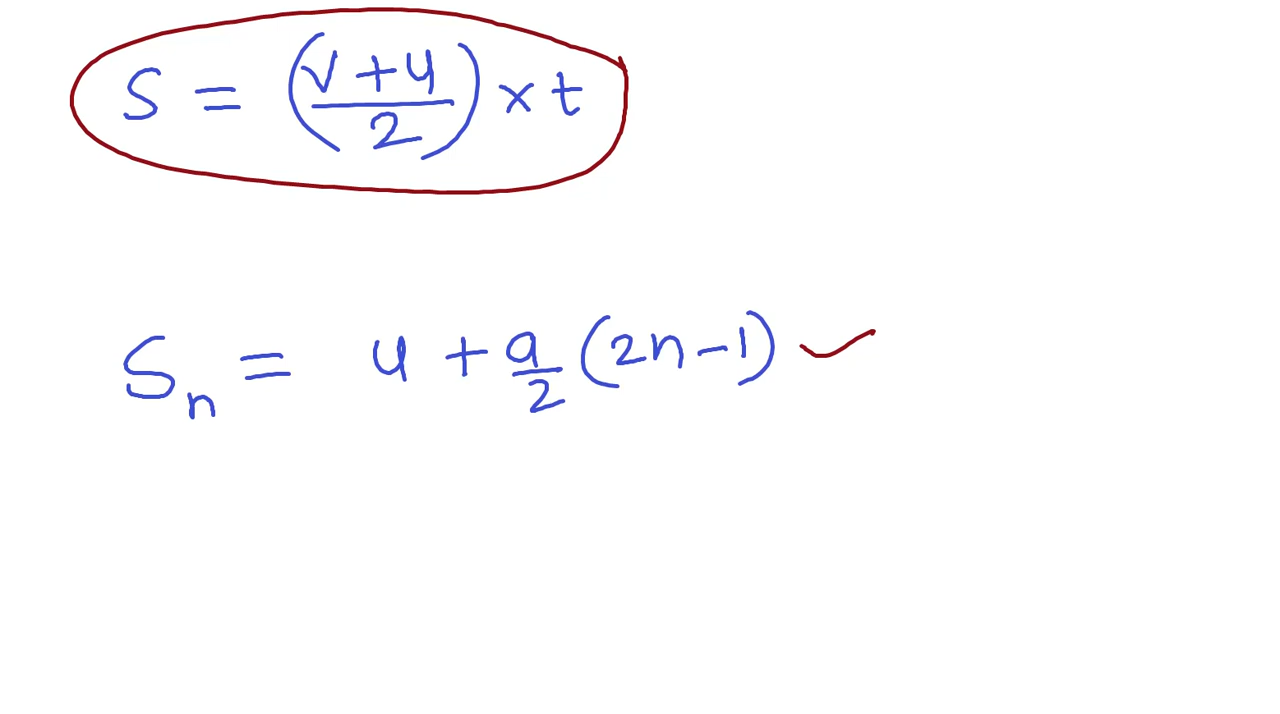 S = (v + u / 2) × t
Sn = u + a/2 (2n - 1)